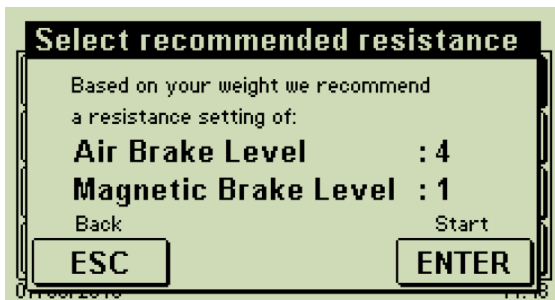 Select recommended resistance
Based on your weight we recommend
a resistance setting of:
Air Brake Level : 4
Magnetic Brake Level : 1
Back Start
ESC ENTER